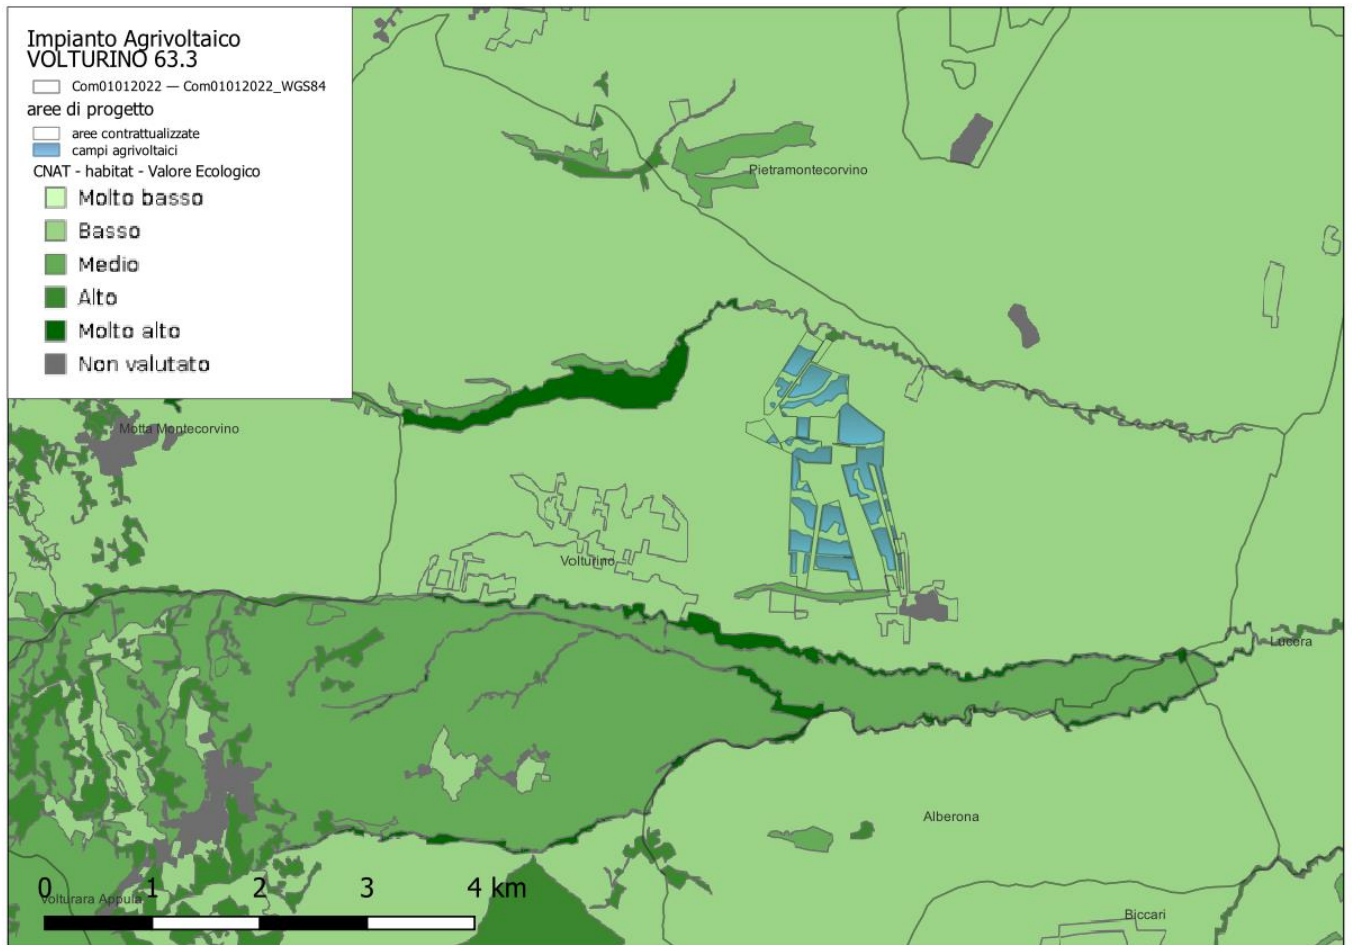 Impianto Agrivoltaico
VOLTURINO 63.3
Com01012022 — Com01012022_WGS84
aree di progetto
aree contrattualizzate
campi agrivoltaici
CNAT - habitat - Valore Ecologico
Molto basso
Basso
Medio
Alto
Molto alto
Non valutato
Pietramontecorvino
Motta Montecorvino
Volturino
Lucera
Alberona
Volturara Appula
Biccari
0 1 2 3 4 km